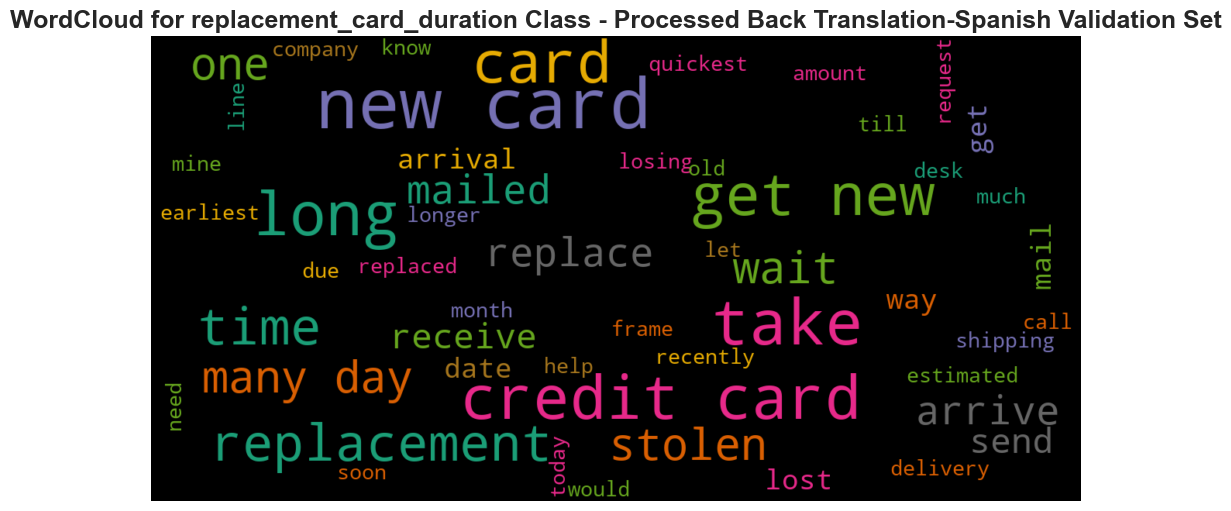 WordCloud for replacement_card_duration Class - Processed Back Translation-Spanish Validation Set
company
know
one
card
quickest
amount
request
line
new card
till
get
mine
arrival
losing
old
desk
mailed
get new
much
earliest
long
longer
replace
let
wait
mail
due
replaced
way
time
month
take
call
receive
frame
shipping
recently
many day
date
help
estimated
need
credit card
arrive
replacement
stolen
send
soon
today
lost
delivery
would